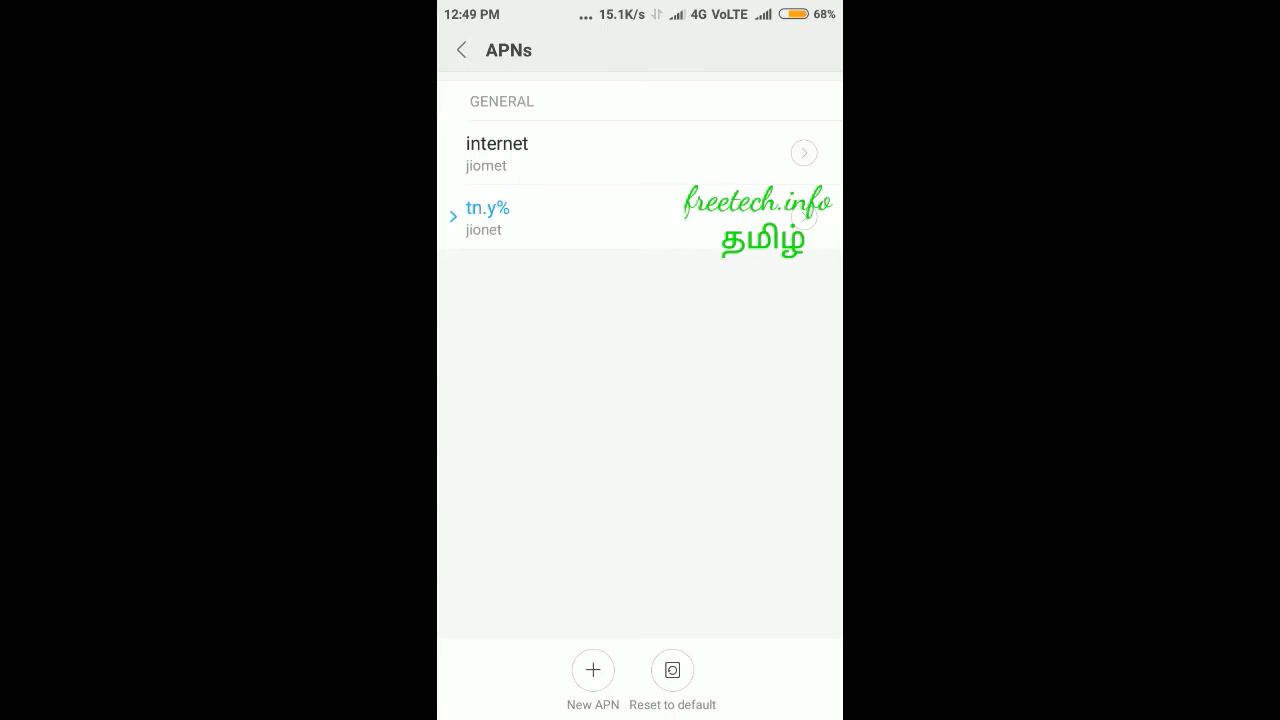 12:49 PM ... 15.1K/s 4G VoLTE 68%
APNs
GENERAL
internet
jiomet
tn.y%
jionet
freetech.info
தமிழ்
New APN Reset to default